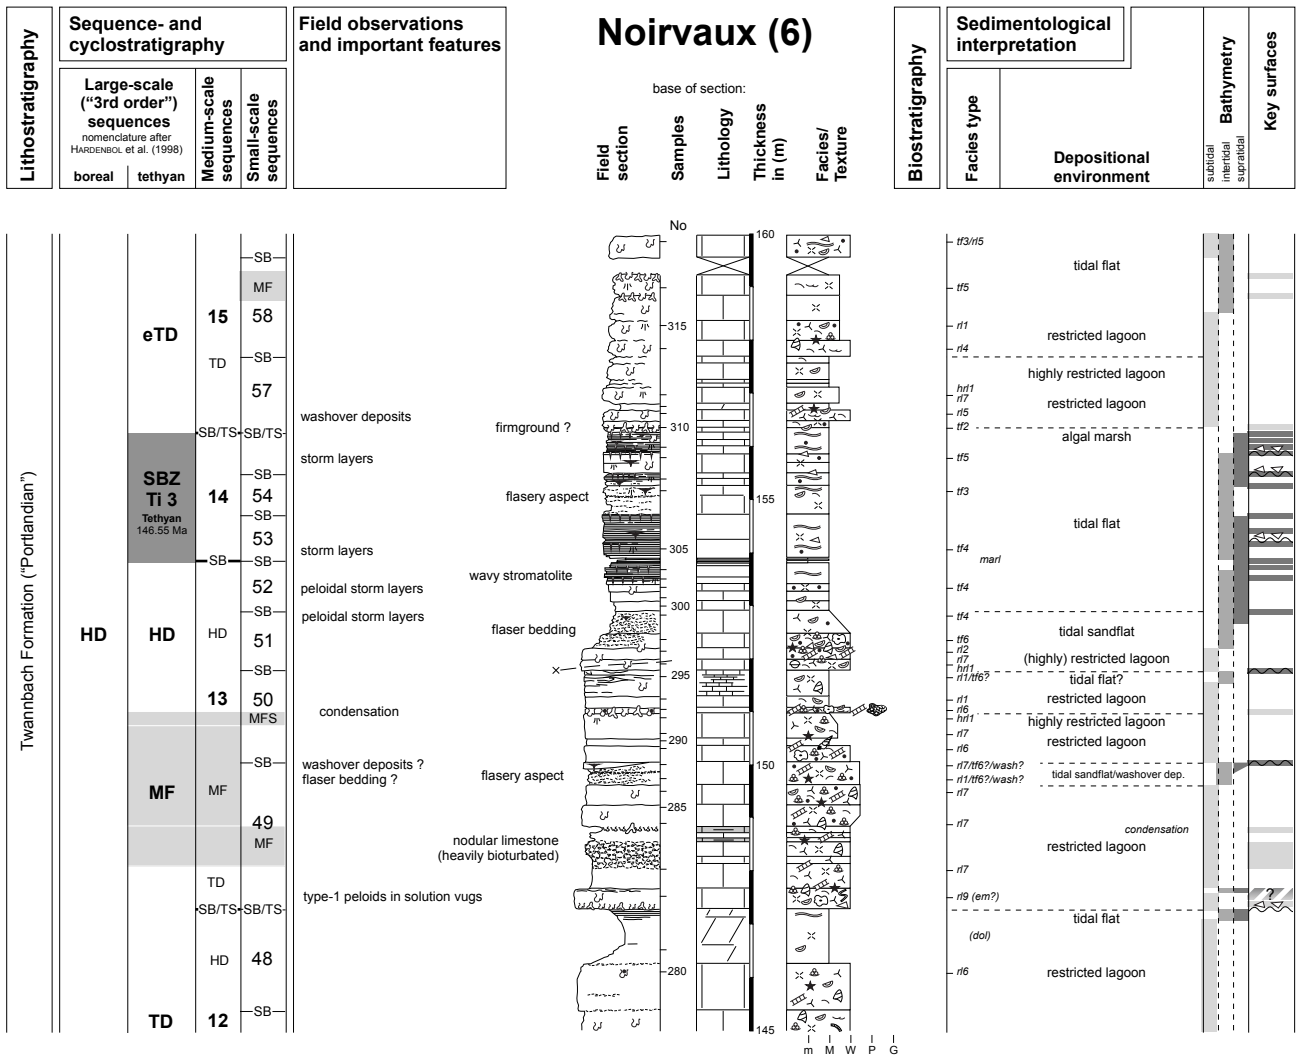 Noirvaux (6)
Lithostratigraphy
Sequence- and
cyclostratigraphy
Large-scale
("3rd order")
sequences
nomenclature after
HARDENBOL et al. (1998)
boreal
tethyan
Medium-scale
sequences
Small-scale
sequences
Field observations
and important features
base of section:
Field
section
Samples
Lithology
Thickness
in (m)
Facies/
Texture
Biostratigraphy
Sedimentological
interpretation
Facies type
Depositional
environment
Bathymetry
subtidal
intertidal
supratidal
Key surfaces
Twannbach Formation ("Portlandian")
HD
eTD
SBZ
Ti 3
Tethyan
146.55 Ma
HD
MF
TD
15
TD
SB/TS
14
SB
HD
13
MF
TD
SB/TS
HD
12
SB
MF
58
SB
57
SB/TS
SB
54
SB
53
SB
52
SB
51
SB
50
MFS
SB
49
MF
SB/TS
48
SB
washover deposits
storm layers
storm layers
peloidal storm layers
peloidal storm layers
condensation
washover deposits ?
flaser bedding ?
type-1 peloids in solution vugs
firmground ?
flasery aspect
wavy stromatolite
flaser bedding
x
flasery aspect
nodular limestone
(heavily bioturbated)
No
315
310
305
300
295
290
285
280
160
155
150
145
m M W P G
tf3/rl5
tf5
rl1
rl4
hrl1
rl7
rl5
tf2
tf5
tf3
tf4
marl
tf4
tf4
tf6
rl2
rl7
hrl1
rl1/tf6?
rl1
rl6
hrl1
rl7
rl6
rl7/tf6?/wash?
rl1/tf6?/wash?
rl7
rl7
rl7
rl9 (em?)
(dol)
rl6
tidal flat
restricted lagoon
highly restricted lagoon
restricted lagoon
algal marsh
tidal flat
tidal sandflat
(highly) restricted lagoon
tidal flat?
restricted lagoon
highly restricted lagoon
restricted lagoon
tidal sandflat/washover dep.
condensation
restricted lagoon
tidal flat
restricted lagoon
?